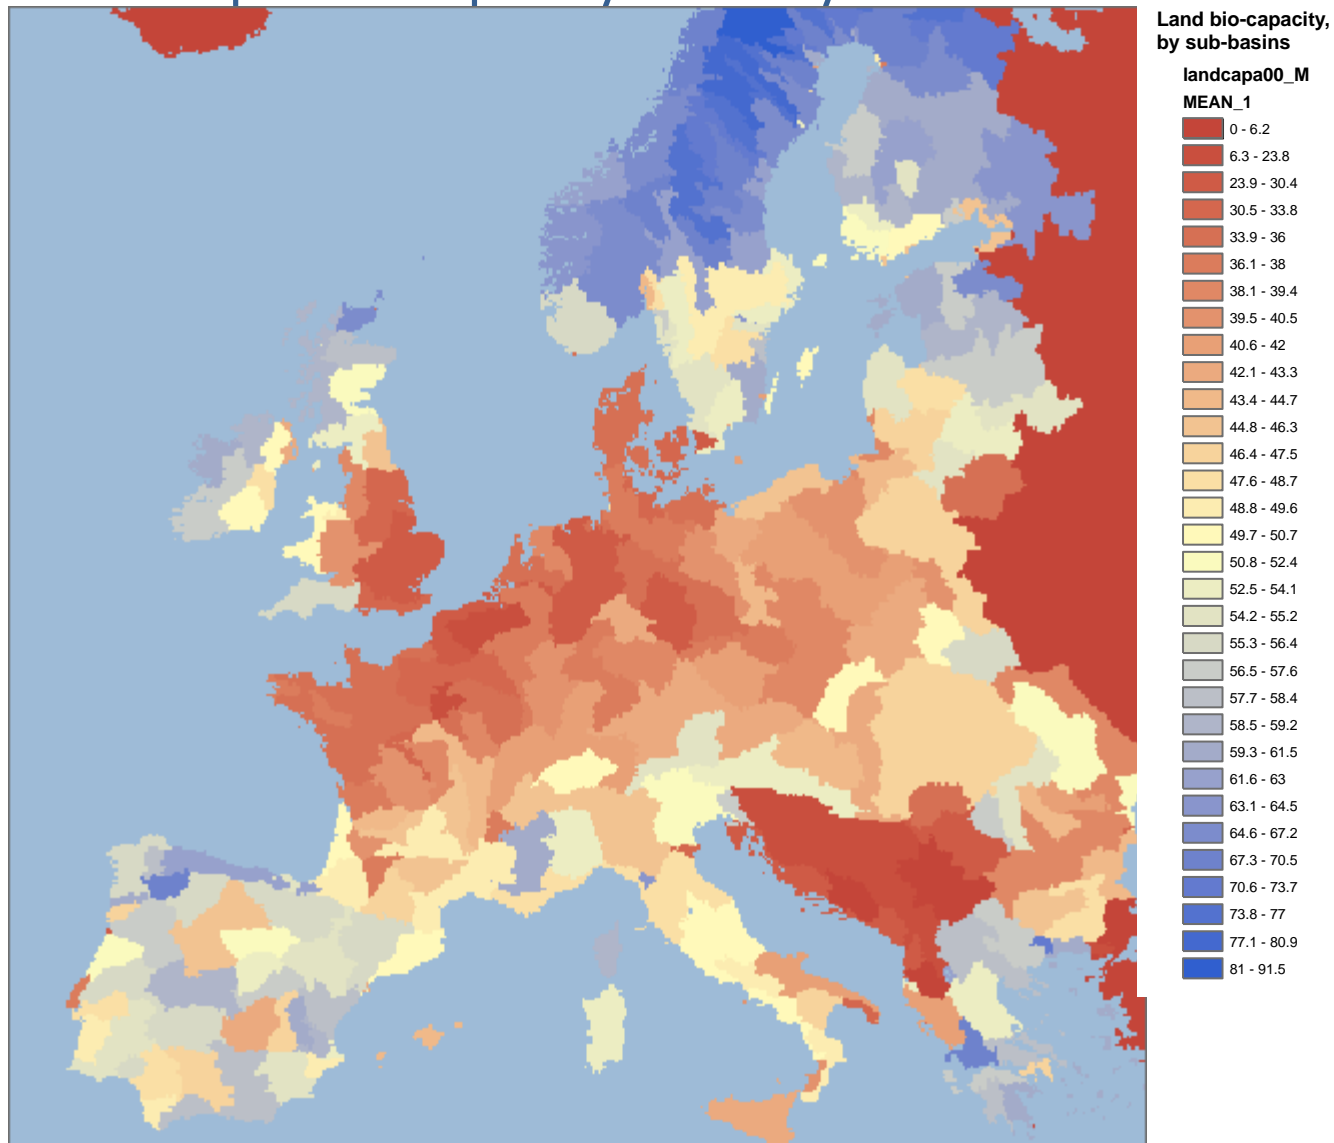 Land bio-capacity,
by sub-basins
landcapa00_M
MEAN_1
0 - 6.2
6.3 - 23.8
23.9 - 30.4
30.5 - 33.8
33.9 - 36
36.1 - 38
38.1 - 39.4
39.5 - 40.5
40.6 - 42
42.1 - 43.3
43.4 - 44.7
44.8 - 46.3
46.4 - 47.5
47.6 - 48.7
48.8 - 49.6
49.7 - 50.7
50.8 - 52.4
52.5 - 54.1
54.2 - 55.2
55.3 - 56.4
56.5 - 57.6
57.7 - 58.4
58.5 - 59.2
59.3 - 61.5
61.6 - 63
63.1 - 64.5
64.6 - 67.2
67.3 - 70.5
70.6 - 73.7
73.8 - 77
77.1 - 80.9
81 - 91.5